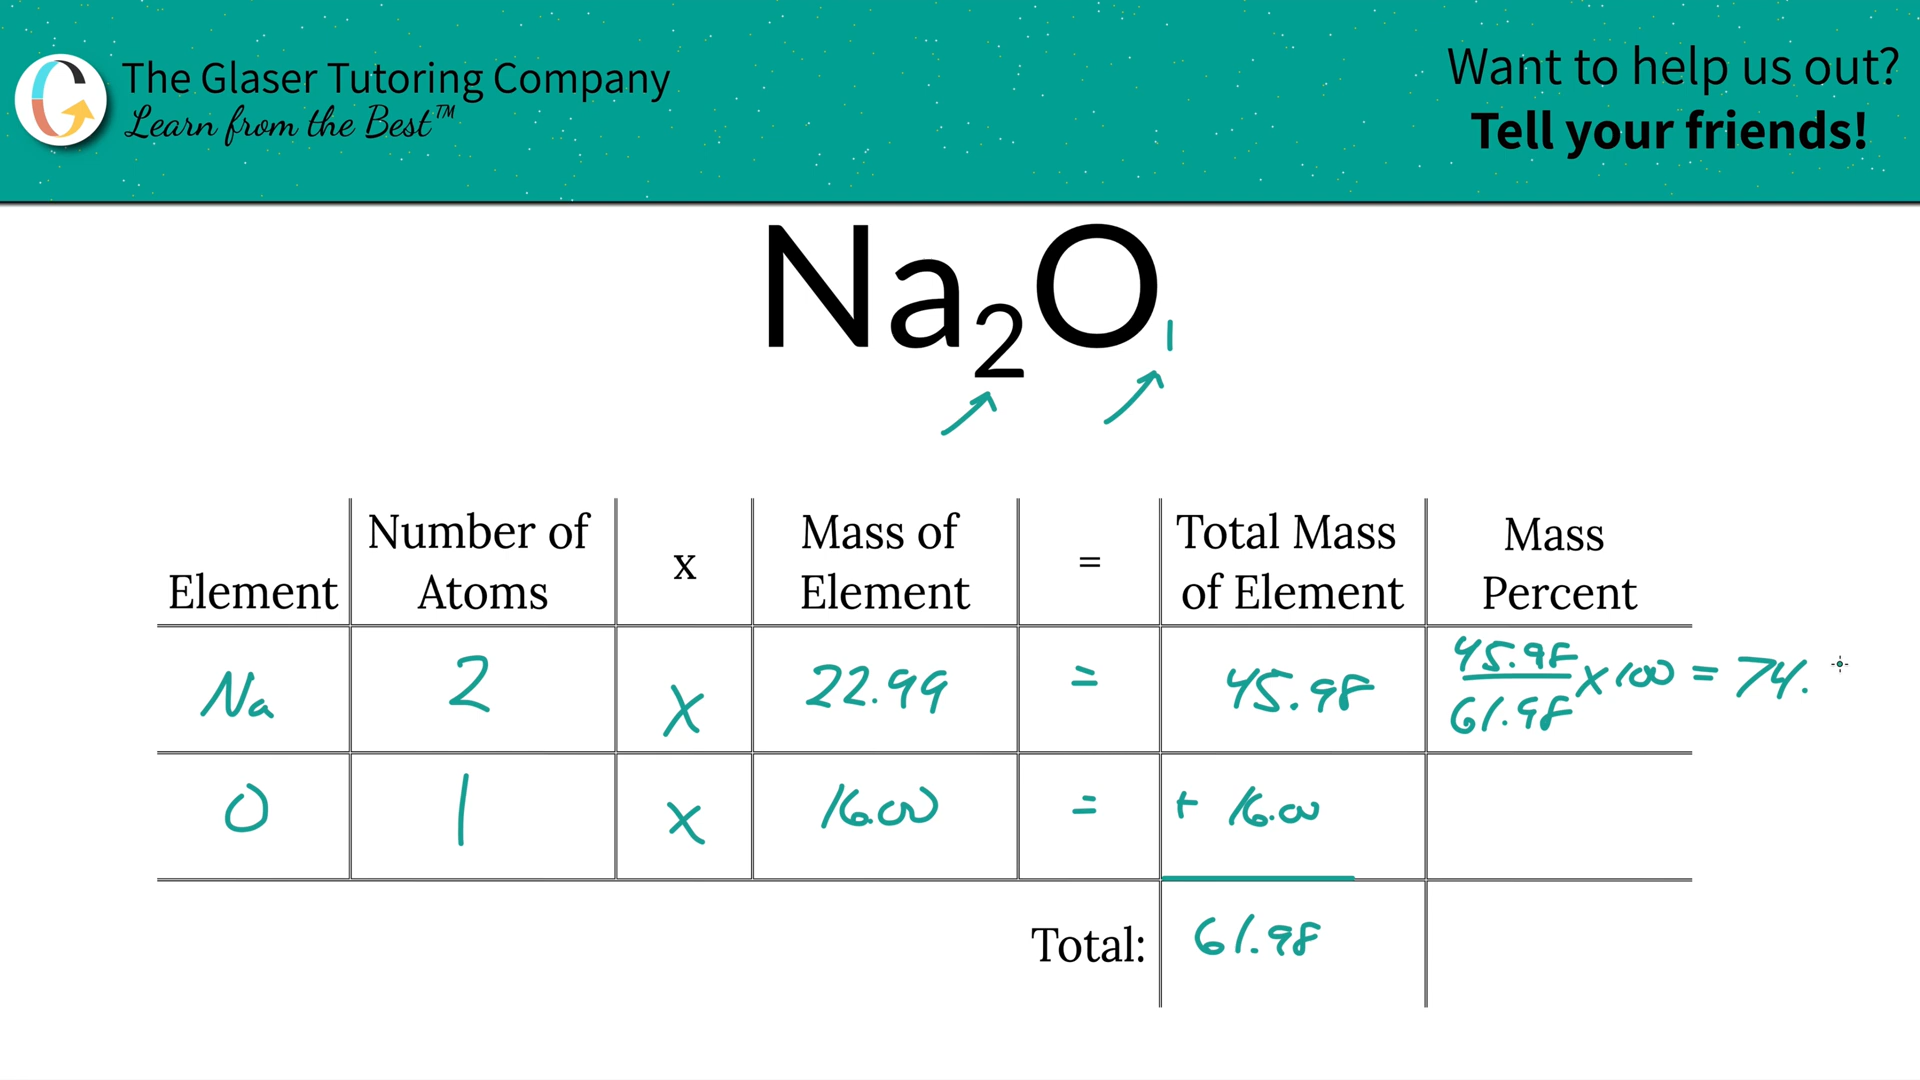 The Glaser Tutoring Company
Learn from the Best™
Want to help us out?
Tell your friends!
Na₂O₁
Element
Number of
Atoms
x
Mass of
Element
=
Total Mass
of Element
Mass
Percent
Na 2 x 22.99 = 45.98 45.98/61.98 x 100 = 74.
O 1 x 16.00 = + 16.00
Total: 61.98